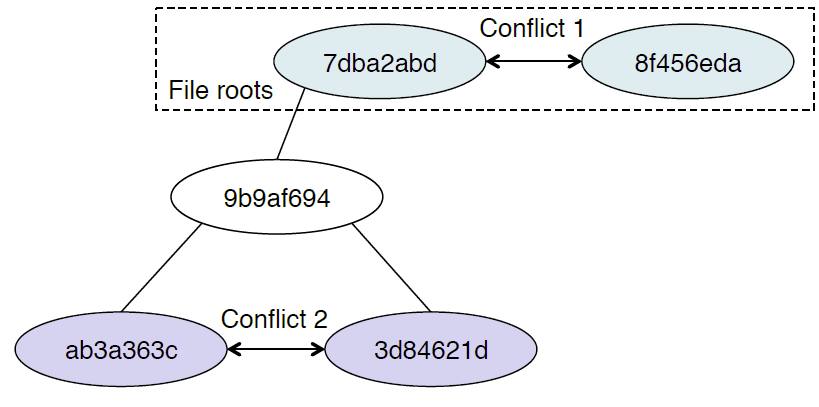 Conflict 1
7dba2abd
8f456eda
File roots
9b9af694
Conflict 2
ab3a363c
3d84621d